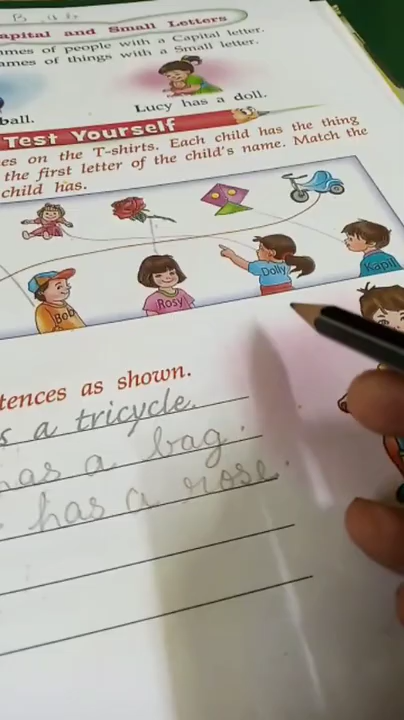 B
apital and Small Letters
mes of people with a Capital letter.
ames of things with a Small letter.
ball.
Lucy has a doll.
Test Yourself
es on the T-shirts. Each child has the thing
the first letter of the child's name. Match the
child has.
Bob
Rosy
Dolly
Kapil
tences as shown.
s a tricycle.
has a bag.
has a rose.